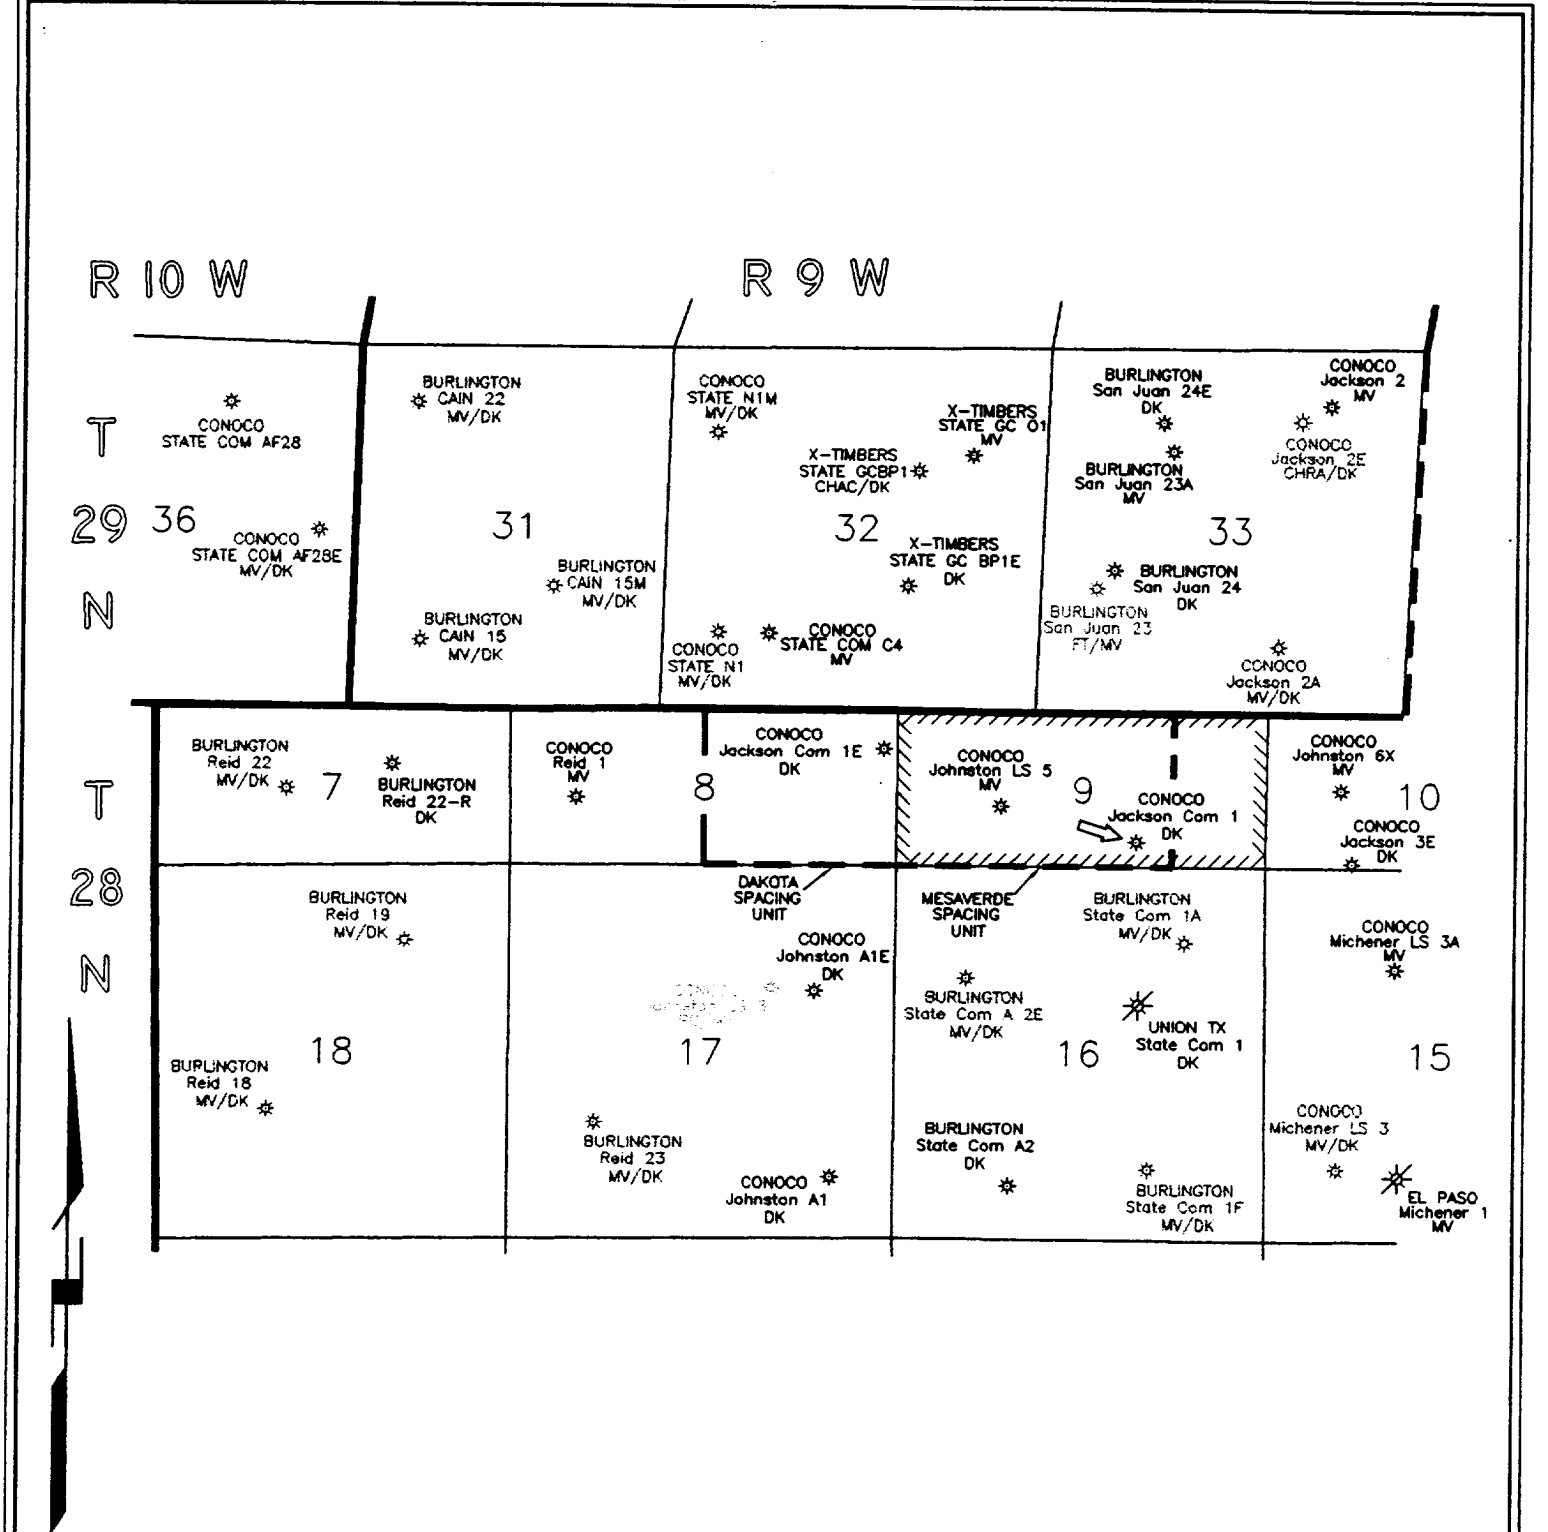 R 10 W
R 9 W
T
29
N
T
28
N
36
CONOCO
STATE COM AF28
CONOCO
STATE COM AF28E
MV/DK
31
BURLINGTON
CAIN 22
MV/DK
BURLINGTON
CAIN 15M
MV/DK
BURLINGTON
CAIN 15
MV/DK
32
CONOCO
STATE N1M
MV/DK
X-TIMBERS
STATE GC O1
MV
X-TIMBERS
STATE GCBP1
CHAC/DK
X-TIMBERS
STATE GC BP1E
DK
CONOCO
STATE N1
MV/DK
CONOCO
STATE COM C4
MV
33
BURLINGTON
San Juan 24E
DK
CONOCO
Jackson 2
MV
CONOCO
Jackson 2E
CHRA/DK
BURLINGTON
San Juan 23A
MV
BURLINGTON
San Juan 24
DK
BURLINGTON
San Juan 23
FT/MV
CONOCO
Jackson 2A
MV/DK
7
BURLINGTON
Reid 22
MV/DK
BURLINGTON
Reid 22-R
DK
8
CONOCO
Reid 1
MV
CONOCO
Jackson Com 1E
DK
9
CONOCO
Johnston LS 5
MV
CONOCO
Jackson Com 1
DK
10
CONOCO
Johnston 6X
MV
CONOCO
Jackson 3E
DK
DAKOTA
SPACING
UNIT
MESAVERDE
SPACING
UNIT
18
BURLINGTON
Reid 19
MV/DK
BURLINGTON
Reid 18
MV/DK
17
CONOCO
Johnston A1E
DK
BURLINGTON
Reid 23
MV/DK
CONOCO
Johnston A1
DK
16
BURLINGTON
State Com 1A
MV/DK
BURLINGTON
State Com A 2E
MV/DK
UNION TX
State Com 1
DK
BURLINGTON
State Com A2
DK
BURLINGTON
State Com 1F
MV/DK
15
CONOCO
Michener LS 3A
MV
CONOCO
Michener LS 3
MV/DK
EL PASO
Michener 1
MV